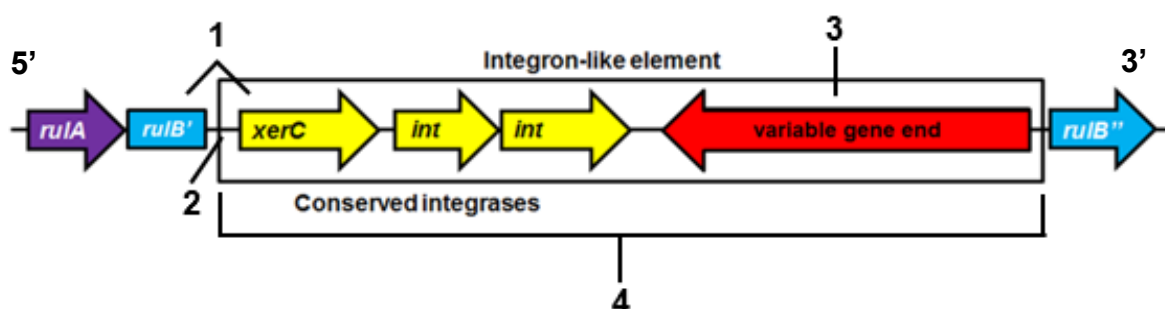 1
3
5’
Integron-like element
3’
rulA
rulB’
xerC
int
int
variable gene end
rulB’’
2
Conserved integrases
4